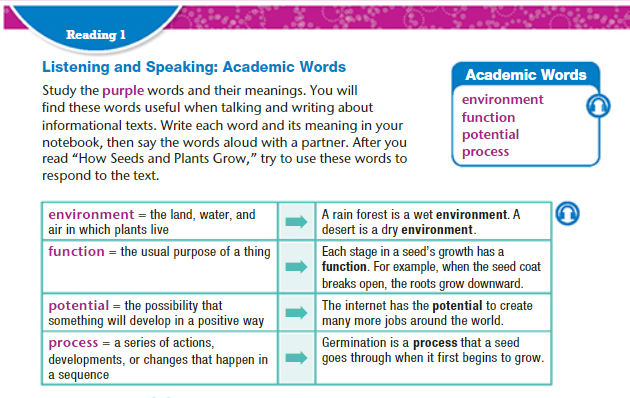 Reading 1
Listening and Speaking: Academic Words
Study the purple words and their meanings. You will
find these words useful when talking and writing about
informational texts. Write each word and its meaning in your
notebook, then say the words aloud with a partner. After you
read “How Seeds and Plants Grow,” try to use these words to
respond to the text.
Academic Words
environment
function
potential
process
environment = the land, water, and
air in which plants live
A rain forest is a wet environment. A
desert is a dry environment.
function = the usual purpose of a thing
Each stage in a seed’s growth has a
function. For example, when the seed coat
breaks open, the roots grow downward.
potential = the possibility that
something will develop in a positive way
The internet has the potential to create
many more jobs around the world.
process = a series of actions,
developments, or changes that happen in
a sequence
Germination is a process that a seed
goes through when it first begins to grow.